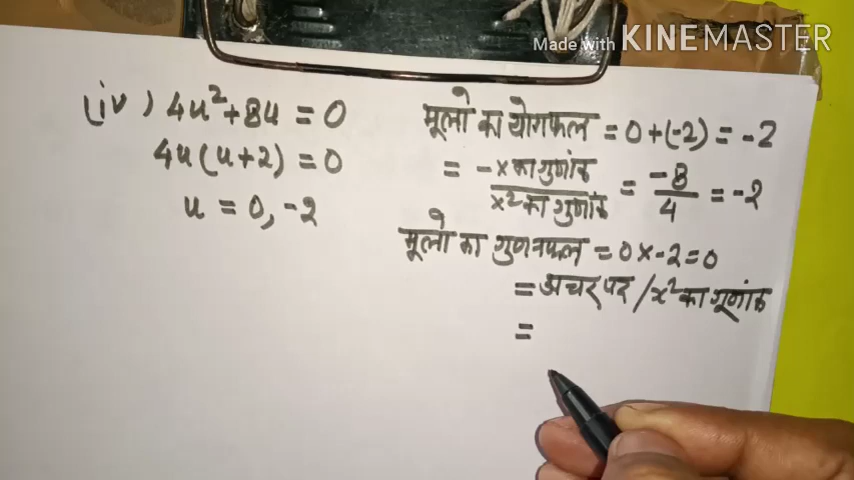 Made with KINEMASTER
(iv) 4u²+8u = 0
4u(u+2) = 0
u = 0, -2
मूलो का योगफल = 0+(-2) = -2
= -x का गुणांक / x² का गुणांक = -8/4 = -2
मूलो का गुणनफल = 0×-2=0
= अचर पद /x² का गुणांक
=